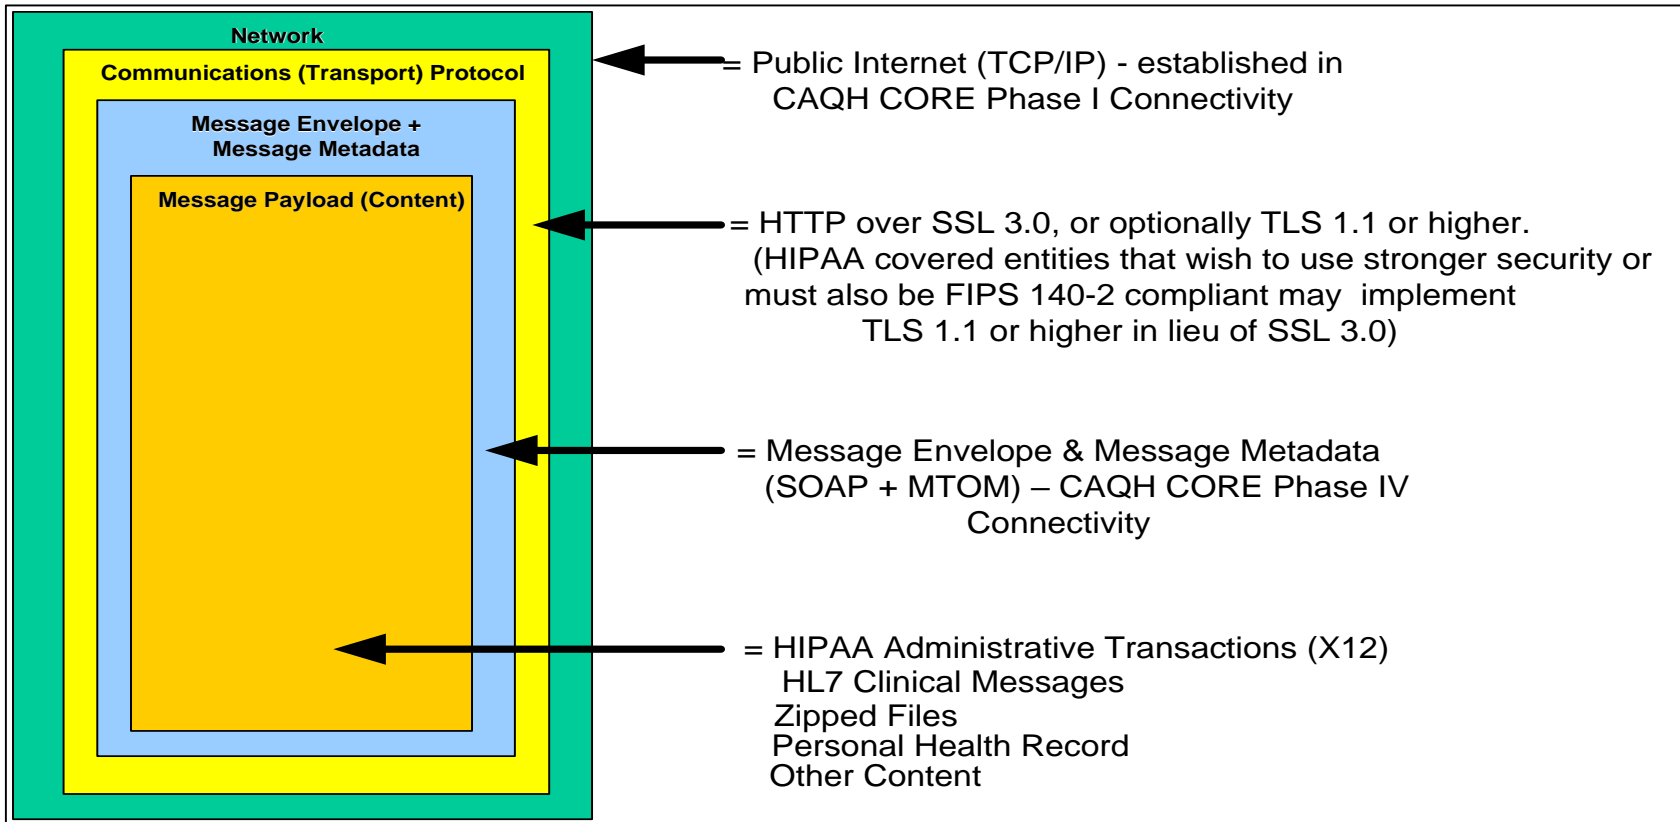 Network
Communications (Transport) Protocol
Message Envelope +
Message Metadata
Message Payload (Content)
= Public Internet (TCP/IP) - established in
CAQH CORE Phase I Connectivity
= HTTP over SSL 3.0, or optionally TLS 1.1 or higher.
(HIPAA covered entities that wish to use stronger security or
must also be FIPS 140-2 compliant may implement
TLS 1.1 or higher in lieu of SSL 3.0)
= Message Envelope & Message Metadata
(SOAP + MTOM) – CAQH CORE Phase IV
Connectivity
= HIPAA Administrative Transactions (X12)
HL7 Clinical Messages
Zipped Files
Personal Health Record
Other Content